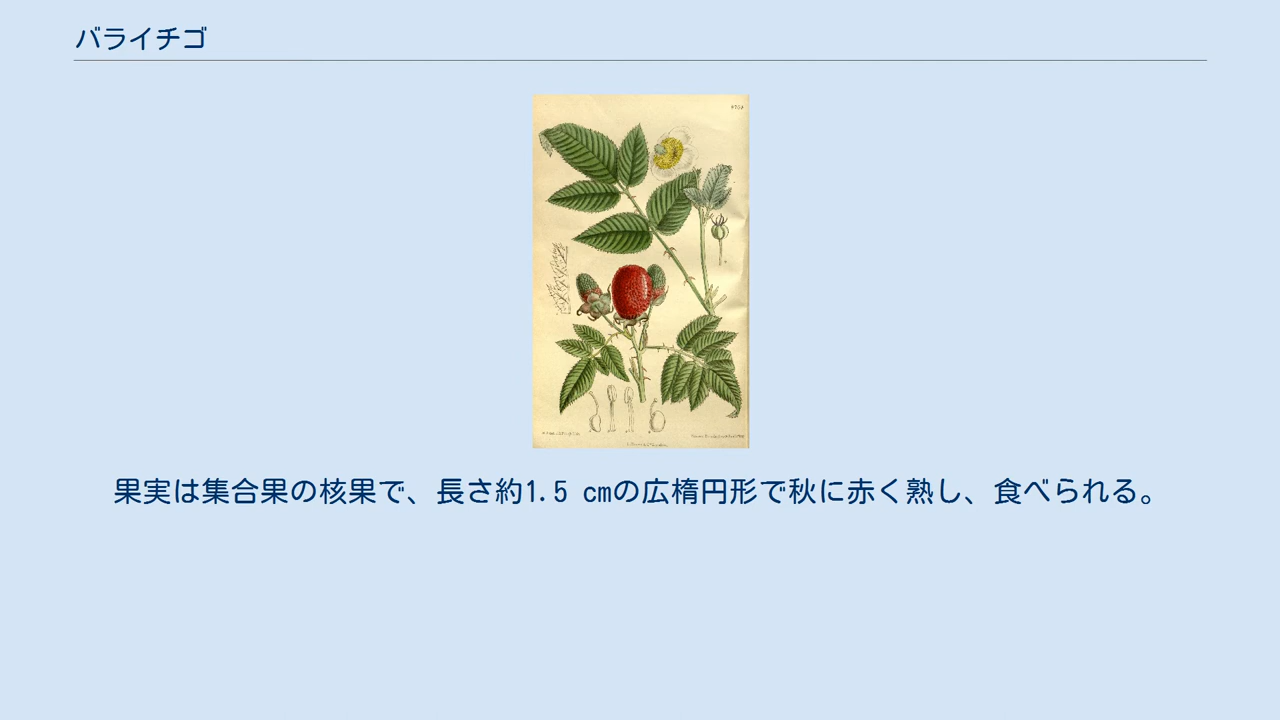 バライチゴ
果実は集合果の核果で、長さ約1.5 cmの広楕円形で秋に赤く熟し、食べられる。